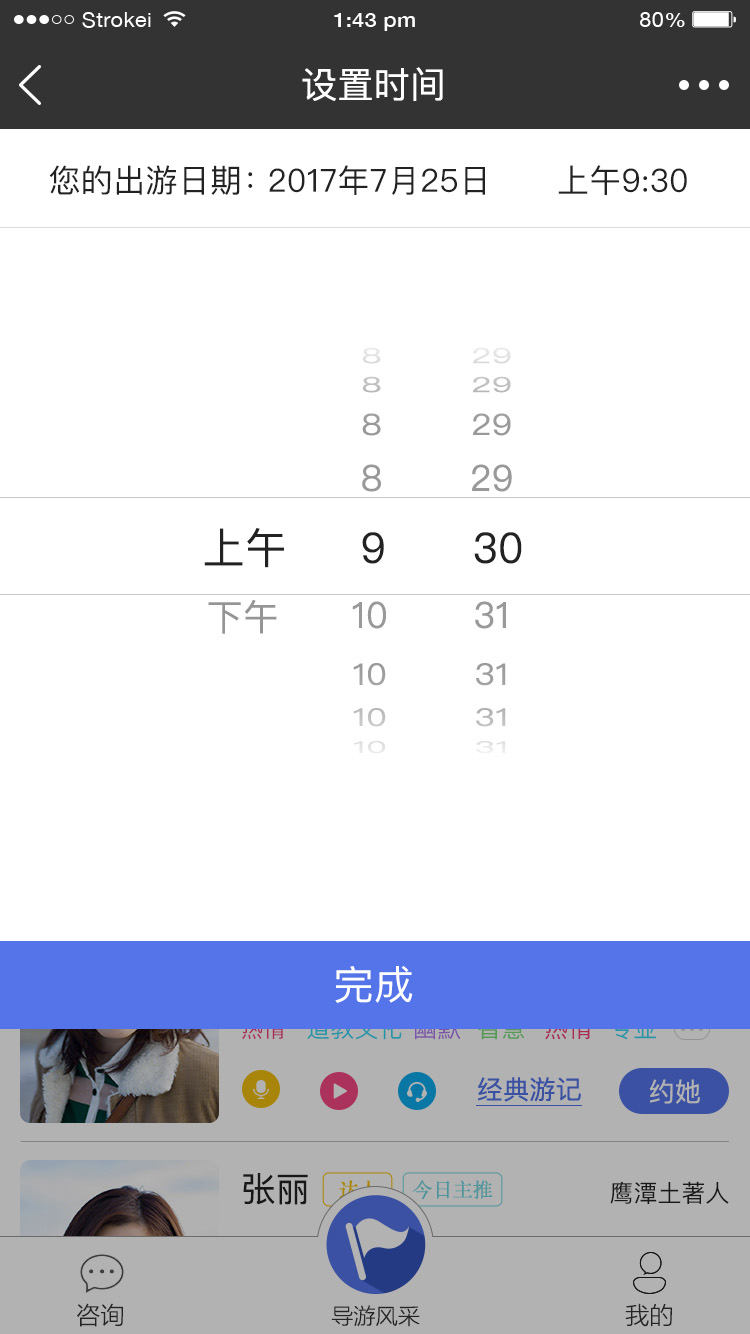 Strokei 1:43 pm 80%
设置时间
您的出游日期：2017年7月25日 上午9:30
8 29
8 29
8 29
8 29
上午 9 30
下午 10 31
10 31
10 31
10 31
完成
热情 道教文化 幽默 智慧 热情 专业
经典游记 约她
张丽 达人 今日主推 鹰潭土著人
咨询 导游风采 我的